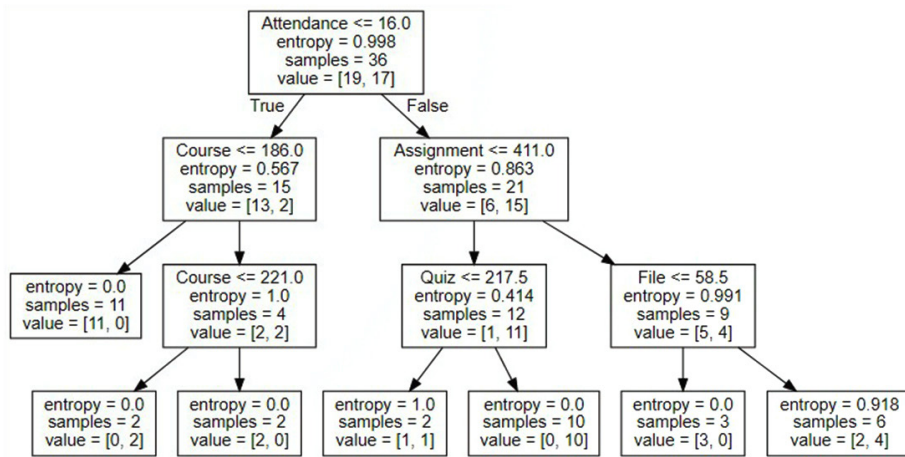 Attendance <= 16.0
entropy = 0.998
samples = 36
value = [19, 17]
True
False
Course <= 186.0
entropy = 0.567
samples = 15
value = [13, 2]
Assignment <= 411.0
entropy = 0.863
samples = 21
value = [6, 15]
entropy = 0.0
samples = 11
value = [11, 0]
Course <= 221.0
entropy = 1.0
samples = 4
value = [2, 2]
Quiz <= 217.5
entropy = 0.414
samples = 12
value = [1, 11]
File <= 58.5
entropy = 0.991
samples = 9
value = [5, 4]
entropy = 0.0
samples = 2
value = [0, 2]
entropy = 0.0
samples = 2
value = [2, 0]
entropy = 1.0
samples = 2
value = [1, 1]
entropy = 0.0
samples = 10
value = [0, 10]
entropy = 0.0
samples = 3
value = [3, 0]
entropy = 0.918
samples = 6
value = [2, 4]